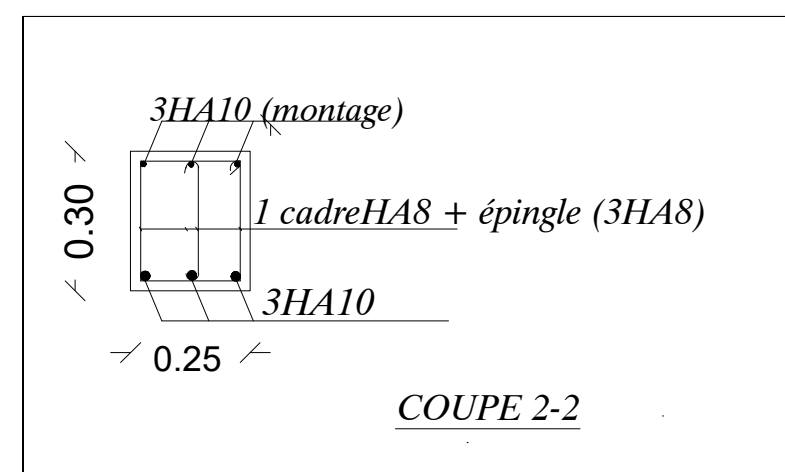 3HA10 (montage)
0.30
1 cadreHA8 + épingle (3HA8)
3HA10
0.25
COUPE 2-2